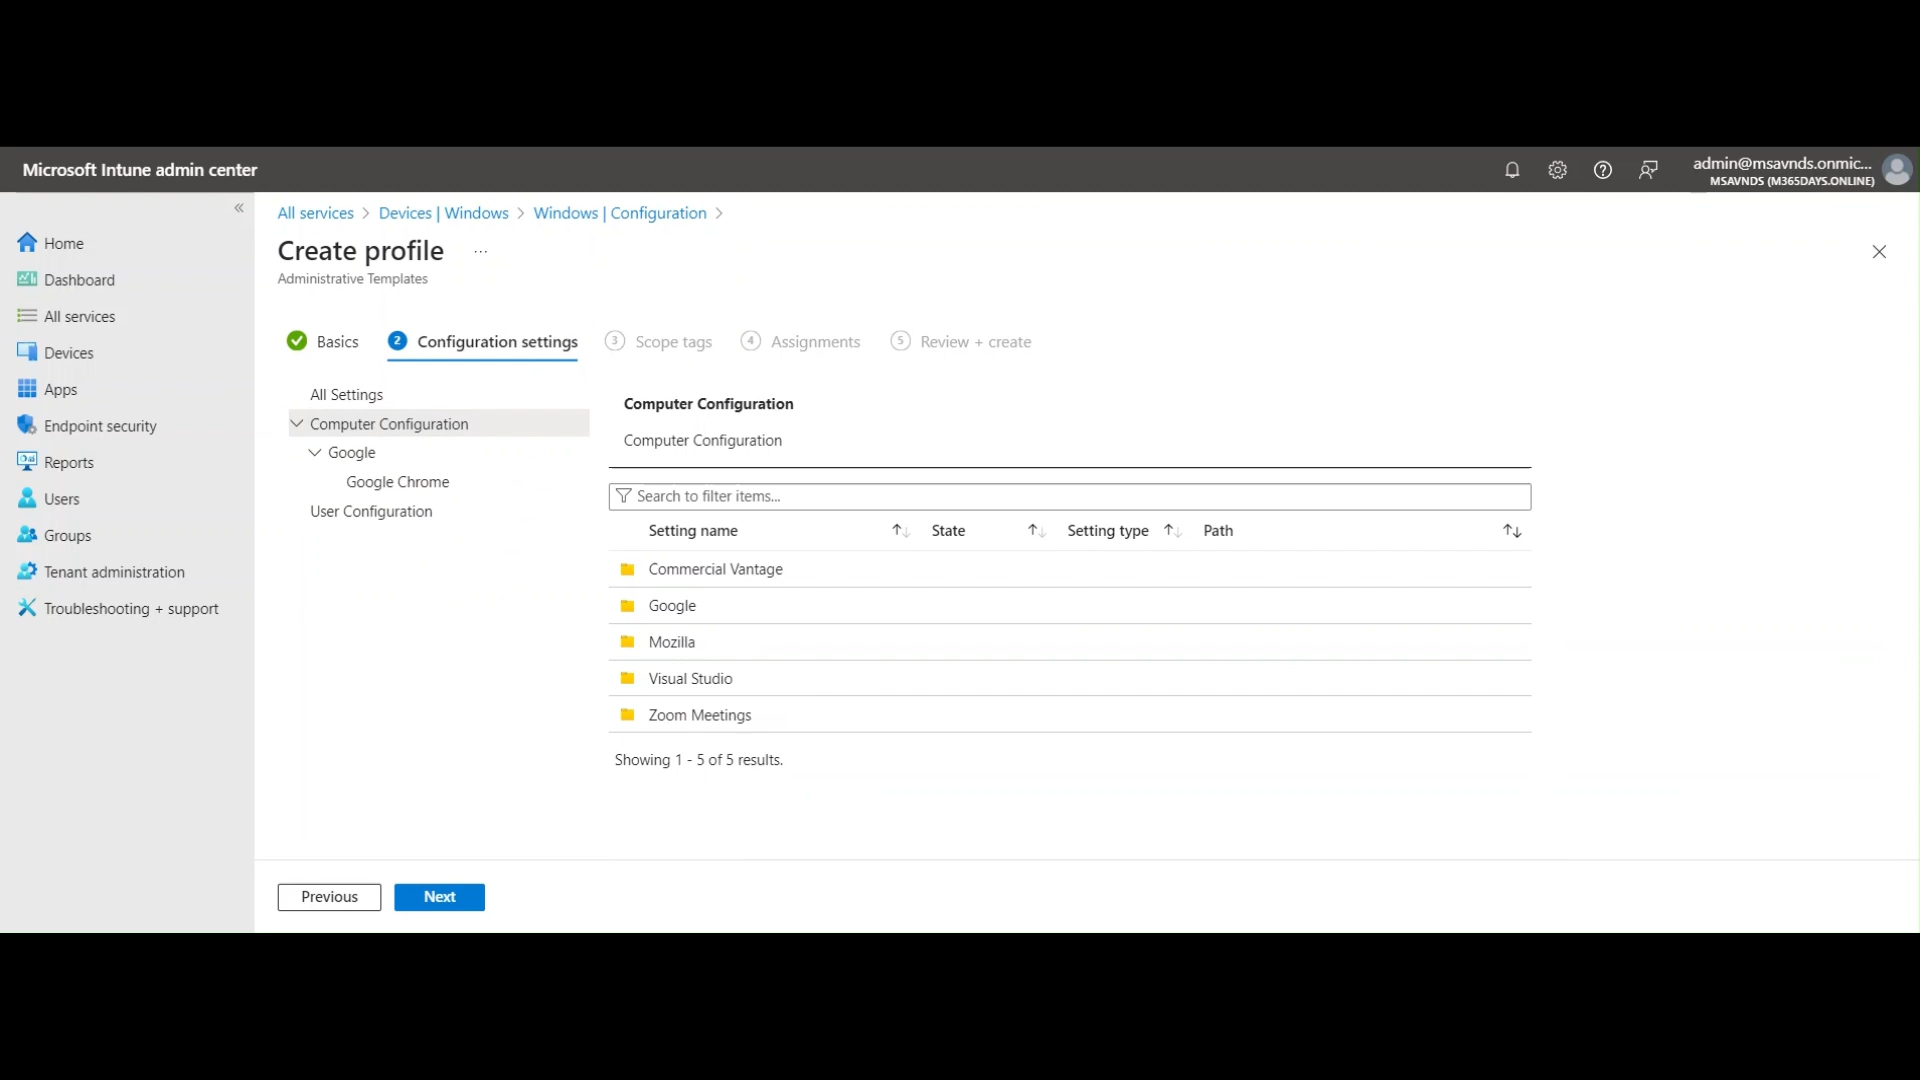 Microsoft Intune admin center
admin@msavnds.onmic...
MSAVNDS (M365DAYS.ONLINE)
«
Home
Dashboard
All services
Devices
Apps
Endpoint security
Reports
Users
Groups
Tenant administration
Troubleshooting + support
All services > Devices | Windows > Windows | Configuration >
Create profile ...
Administrative Templates
Basics
2 Configuration settings
3 Scope tags
4 Assignments
5 Review + create
All Settings
Computer Configuration
Google
Google Chrome
User Configuration
Computer Configuration
Computer Configuration
Search to filter items...
Setting name State Setting type Path
Commercial Vantage
Google
Mozilla
Visual Studio
Zoom Meetings
Showing 1 - 5 of 5 results.
Previous Next